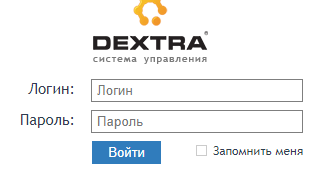 DEXTRA®
система управления
Логин: Логин
Пароль: Пароль
Войти Запомнить меня